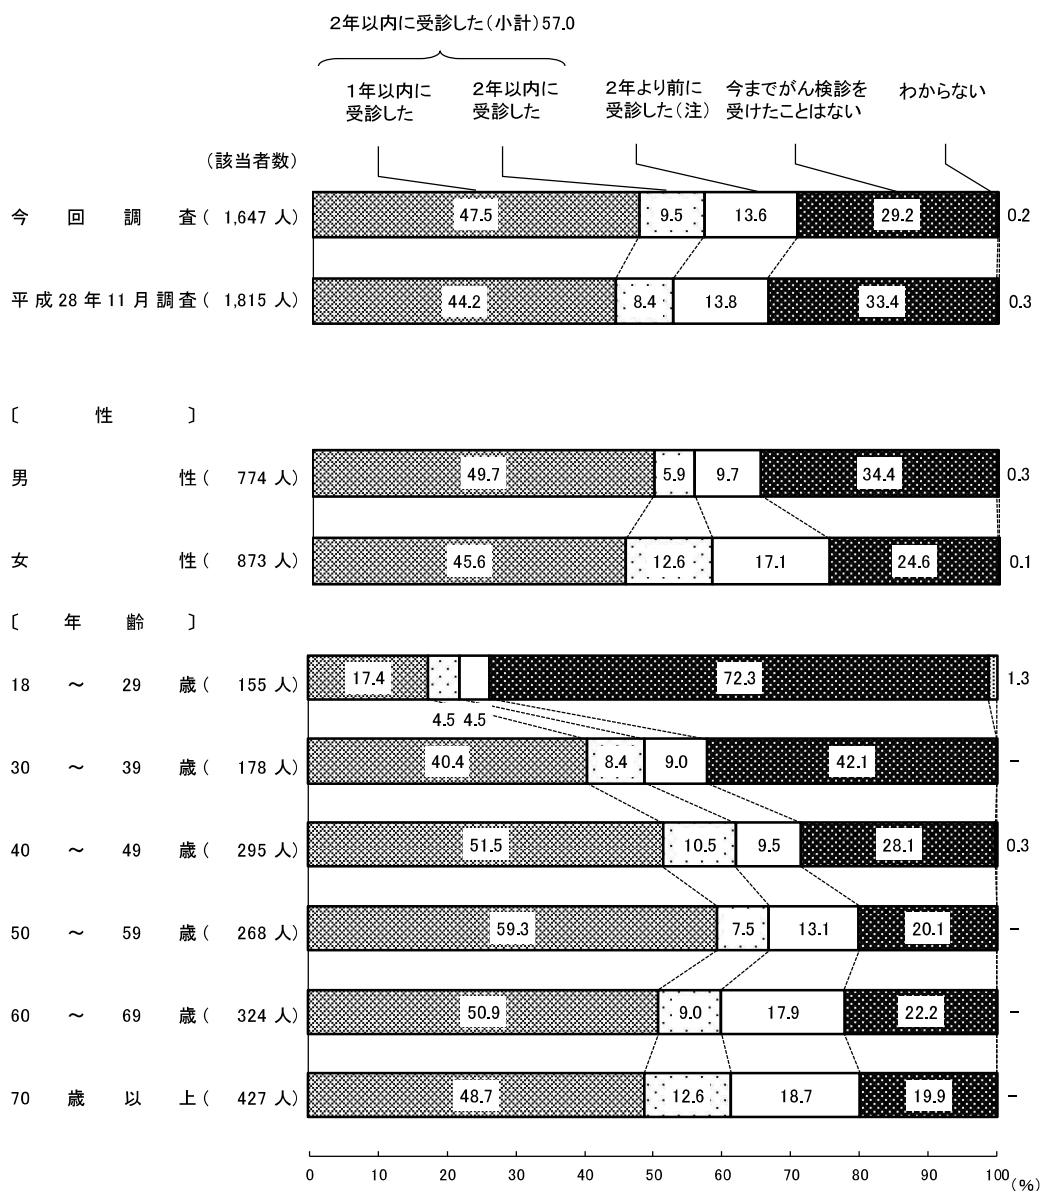 2年以内に受診した(小計)57.0
1年以内に
受診した
2年以内に
受診した
2年より前に
受診した(注)
今までがん検診を
受けたことはない
わからない
(該当者数)
今回調査( 1,647 人) 47.5 9.5 13.6 29.2 0.2
平成28年11月調査( 1,815 人) 44.2 8.4 13.8 33.4 0.3
〔 性 〕
男性( 774 人) 49.7 5.9 9.7 34.4 0.3
女性( 873 人) 45.6 12.6 17.1 24.6 0.1
〔 年齢 〕
18 ~ 29 歳( 155 人) 17.4 4.5 4.5 72.3 1.3
30 ~ 39 歳( 178 人) 40.4 8.4 9.0 42.1 -
40 ~ 49 歳( 295 人) 51.5 10.5 9.5 28.1 0.3
50 ~ 59 歳( 268 人) 59.3 7.5 13.1 20.1 -
60 ~ 69 歳( 324 人) 50.9 9.0 17.9 22.2 -
70 歳以上( 427 人) 48.7 12.6 18.7 19.9 -
0 10 20 30 40 50 60 70 80 90 100 (%)